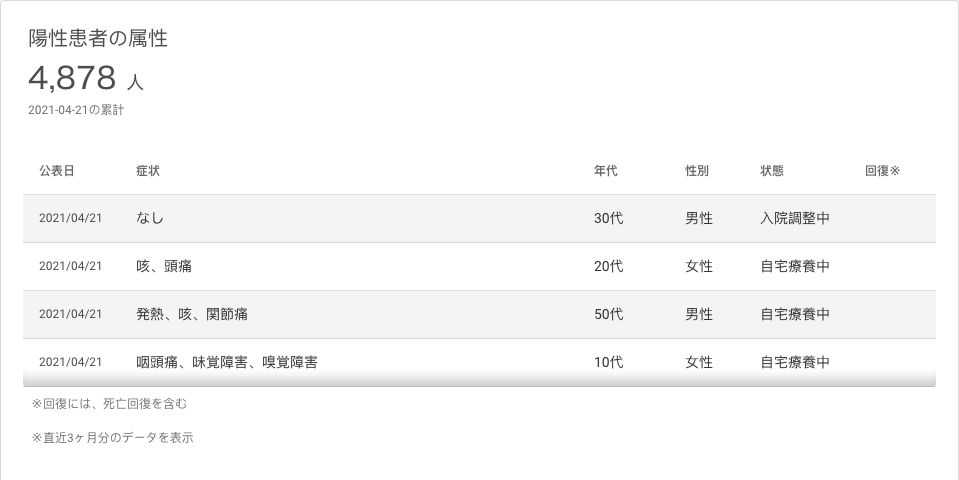 陽性患者の属性
4,878 人
2021-04-21の累計
公表日 症状 年代 性別 状態 回復※
2021/04/21 なし 30代 男性 入院調整中
2021/04/21 咳、頭痛 20代 女性 自宅療養中
2021/04/21 発熱、咳、関節痛 50代 男性 自宅療養中
2021/04/21 咽頭痛、味覚障害、嗅覚障害 10代 女性 自宅療養中
※回復には、死亡回復を含む
※直近3ヶ月分のデータを表示